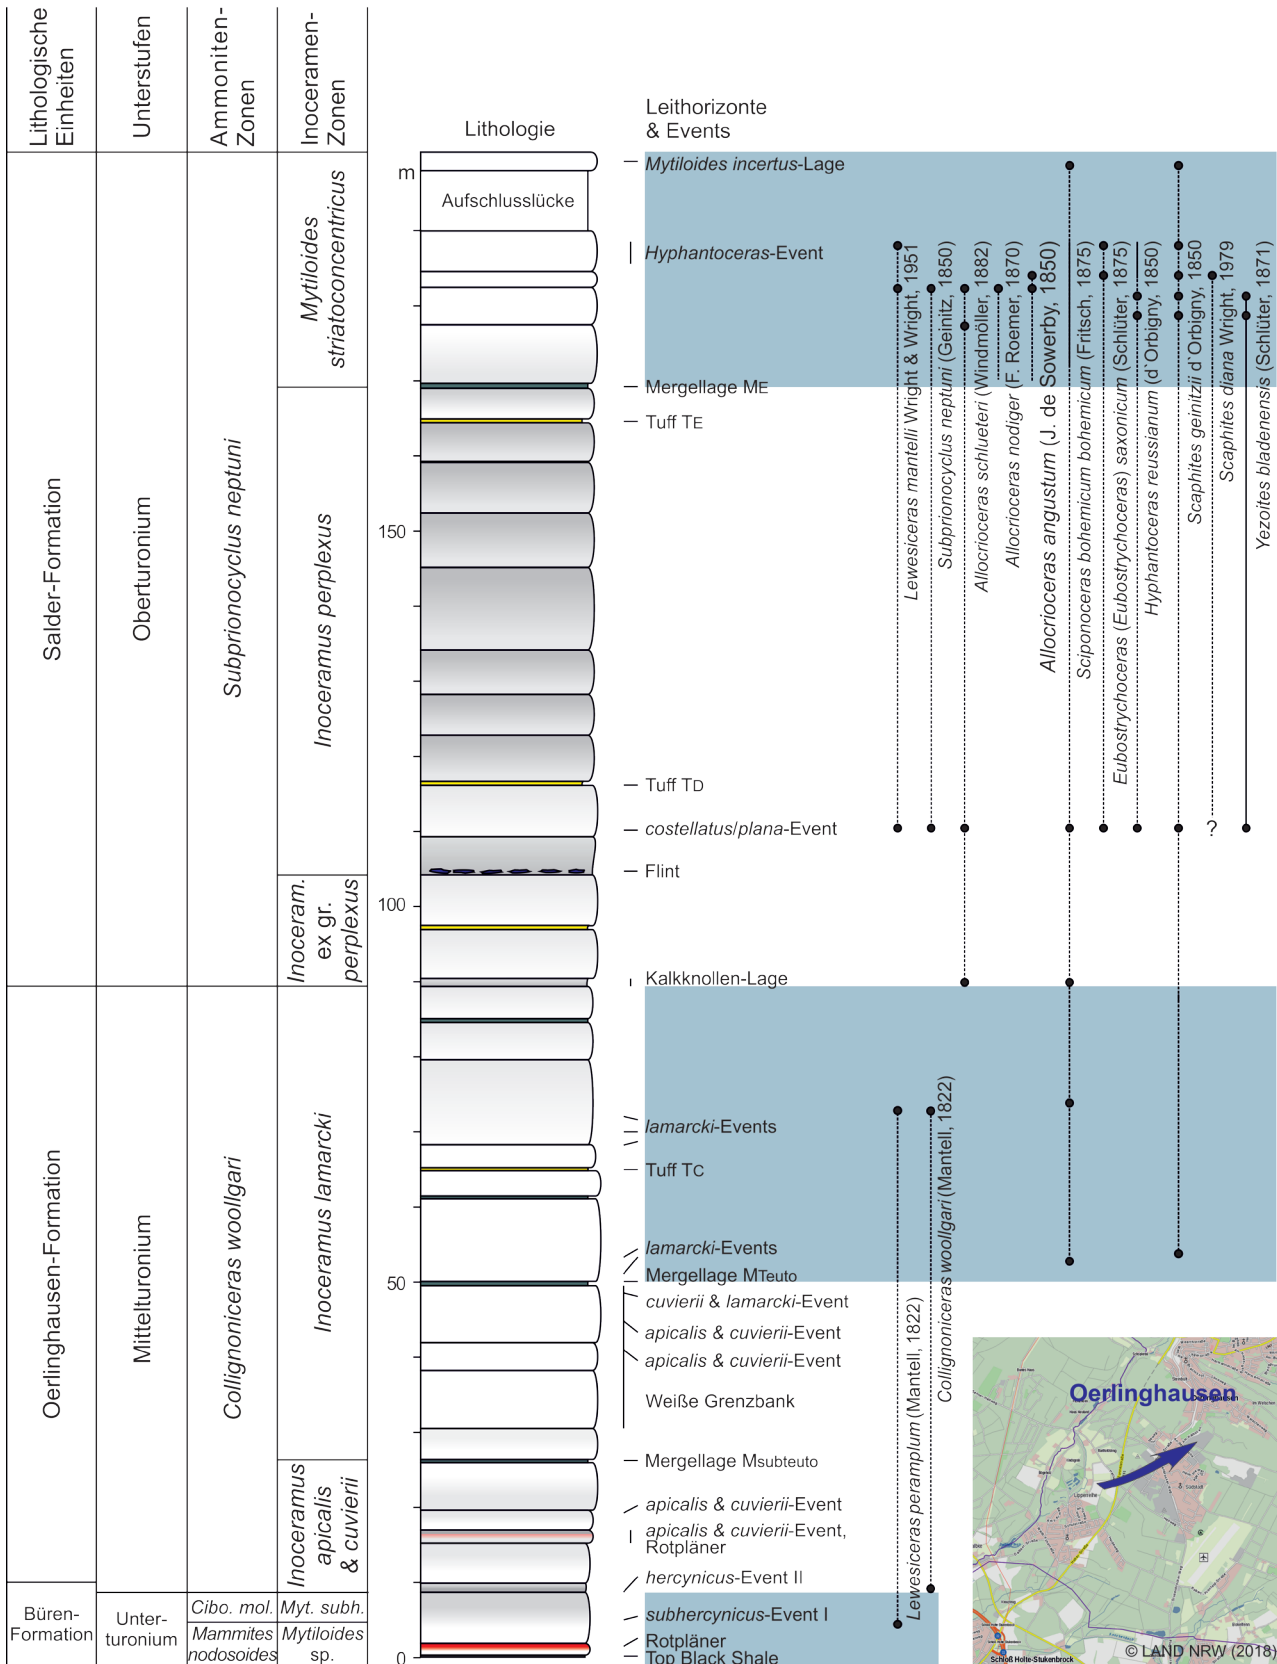 Lithologische
Einheiten
Unterstufen
Ammoniten-
Zonen
Inoceramen-
Zonen
Lithologie
Leithorizonte
& Events
Salder-Formation
Oerlinghausen-Formation
Büren-
Formation
Oberturonium
Mittelturonium
Unter-
turonium
Subprionocyclus neptuni
Collignoniceras woollgari
Cibo. mol.
Mammites
nodosoides
Mytiloides
striatoconcentricus
Inoceramus perplexus
Inoceram.
ex gr.
perplexus
Inoceramus lamarcki
Inoceramus
apicalis
& cuvierii
Myt. subh.
Mytiloides
sp.
m
150
100
50
0
Aufschlusslücke
Mytiloides incertus-Lage
Hyphantoceras-Event
Mergellage ME
Tuff TE
Tuff TD
costellatus/plana-Event
Flint
Kalkknollen-Lage
lamarcki-Events
Tuff TC
lamarcki-Events
Mergellage MTeuto
cuvierii & lamarcki-Event
apicalis & cuvierii-Event
apicalis & cuvierii-Event
Weiße Grenzbank
Mergellage Msubteuto
apicalis & cuvierii-Event
apicalis & cuvierii-Event,
Rotpläner
hercynicus-Event II
subhercynicus-Event I
Rotpläner
Top Black Shale
Lewesiceras mantelli Wright & Wright, 1951
Subprionocyclus neptuni (Geinitz, 1850)
Allocrioceras schlueteri (Windmöller, 1882)
Allocrioceras nodiger (F. Roemer, 1870)
Allocrioceras angustum (J. de Sowerby, 1850)
Sciponoceras bohemicum bohemicum (Fritsch, 1875)
Eubostrychoceras (Eubostrychoceras) saxonicum (Schlüter, 1875)
Hyphantoceras reussianum (d`Orbigny, 1850)
Scaphites geinitzii d`Orbigny, 1850
Scaphites diana Wright, 1979
Yezoites bladenensis (Schlüter, 1871)
?
Lewesiceras peramplum (Mantell, 1822)
Collignoniceras woollgari (Mantell, 1822)
Oerlinghausen
Lipperreihe
Südstadt
Schloß Holte-Stukenbrock
© LAND NRW (2018)